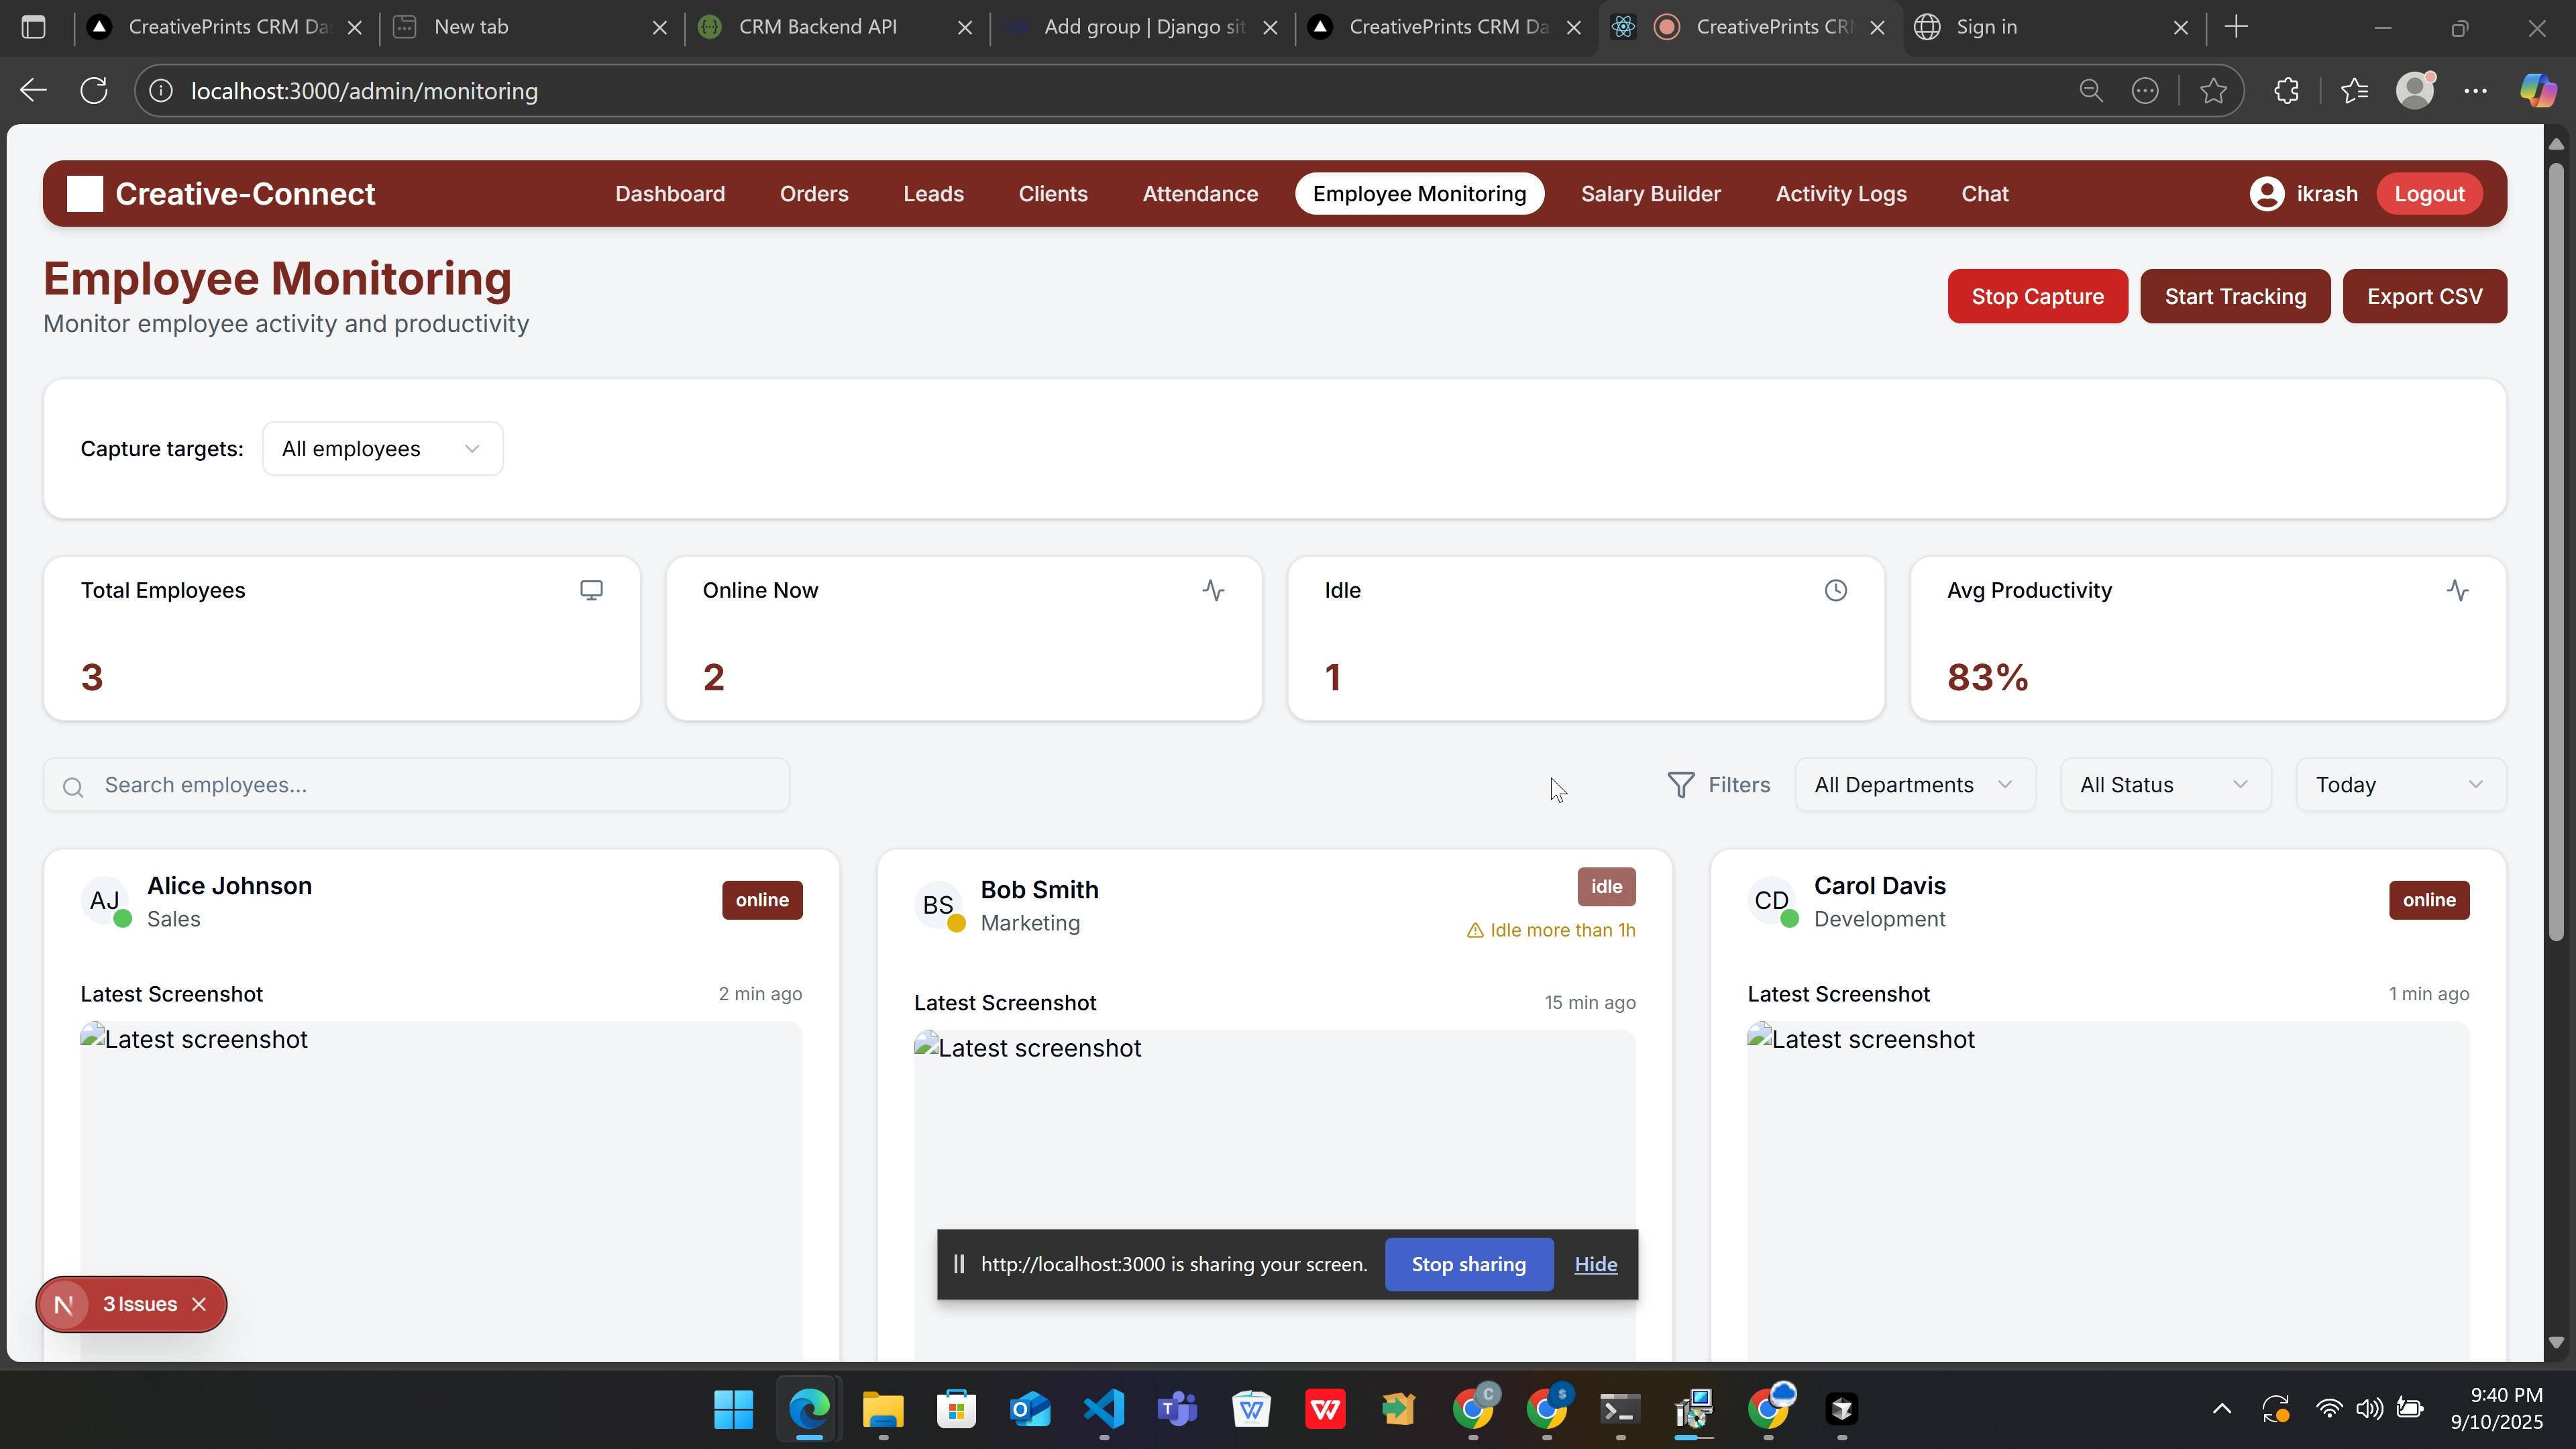 CreativePrints CRM Da
New tab
CRM Backend API
Add group | Django sit
CreativePrints CRM Da
CreativePrints CR
Sign in
localhost:3000/admin/monitoring
Creative-Connect
Dashboard
Orders
Leads
Clients
Attendance
Employee Monitoring
Salary Builder
Activity Logs
Chat
ikrash
Logout
Employee Monitoring
Monitor employee activity and productivity
Stop Capture
Start Tracking
Export CSV
Capture targets:
All employees
Total Employees
3
Online Now
2
Idle
1
Avg Productivity
83%
Search employees...
Filters
All Departments
All Status
Today
AJ
Alice Johnson
Sales
online
Latest Screenshot
2 min ago
Latest screenshot
BS
Bob Smith
Marketing
idle
Idle more than 1h
Latest Screenshot
15 min ago
Latest screenshot
CD
Carol Davis
Development
online
Latest Screenshot
1 min ago
Latest screenshot
http://localhost:3000 is sharing your screen.
Stop sharing
Hide
N
3 Issues
9:40 PM
9/10/2025